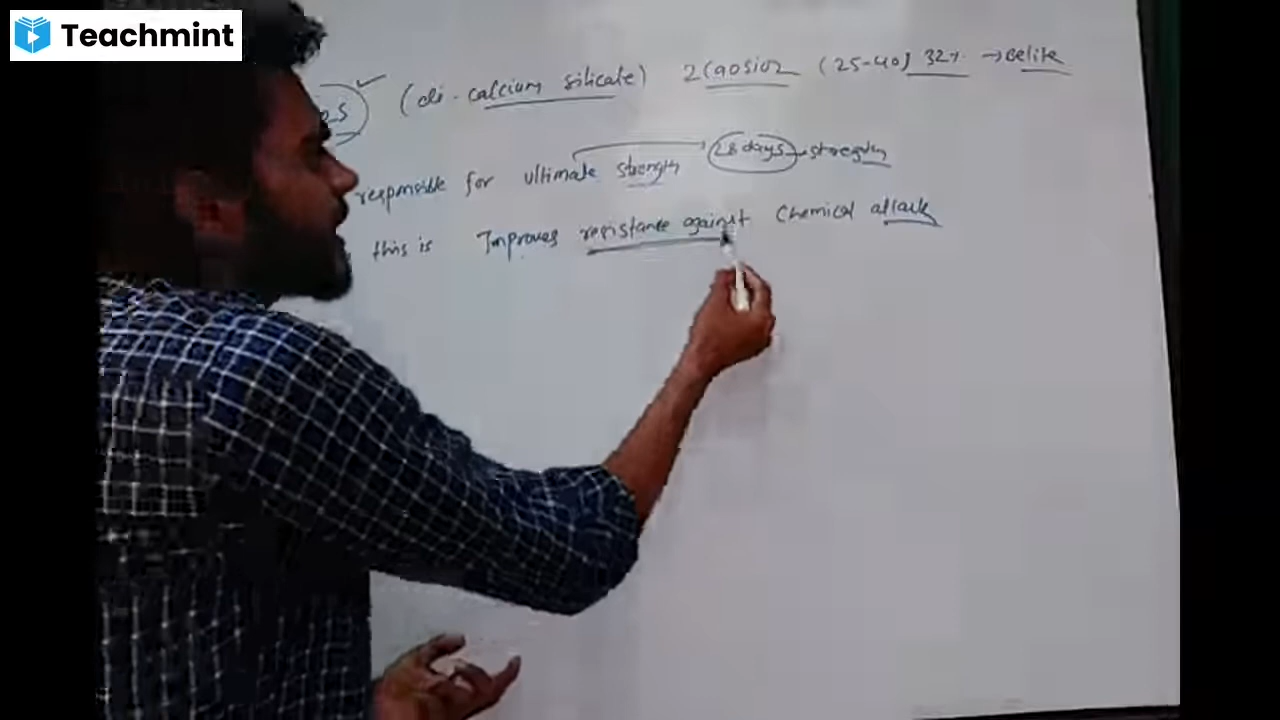 Teachmint
(di-calcium silicate) 2CaOSiO2 (25-40) 32% → Belite
responsible for ultimate strength 28 days → strength
this is Improves resistance against Chemical attack